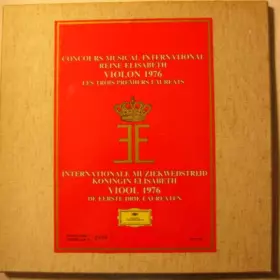 CONCOURS MUSICAL INTERNATIONAL
REINE ELISABETH
VIOLON 1976
LES TROIS PREMIERS LAUREATS
INTERNATIONALE MUZIEKWEDSTRIJD
KONINGIN ELISABETH
VIOOL 1976
DE EERSTE DRIE LAUREATEN